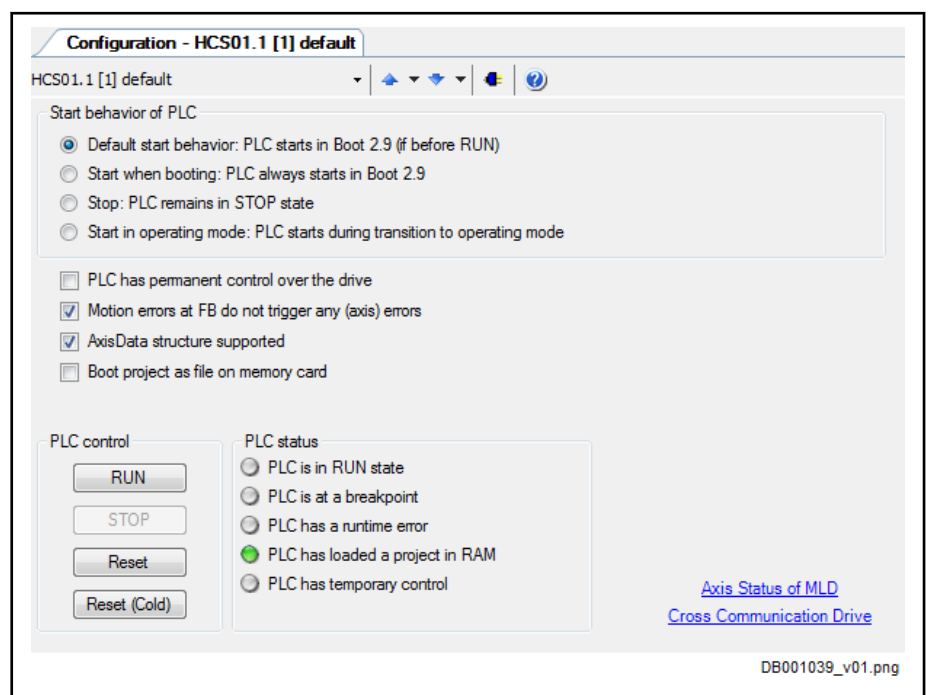 Configuration - HCS01.1 [1] default
HCS01.1 [1] default
Start behavior of PLC
Default start behavior: PLC starts in Boot 2.9 (if before RUN)
Start when booting: PLC always starts in Boot 2.9
Stop: PLC remains in STOP state
Start in operating mode: PLC starts during transition to operating mode
PLC has permanent control over the drive
Motion errors at FB do not trigger any (axis) errors
AxisData structure supported
Boot project as file on memory card
PLC control
RUN
STOP
Reset
Reset (Cold)
PLC status
PLC is in RUN state
PLC is at a breakpoint
PLC has a runtime error
PLC has loaded a project in RAM
PLC has temporary control
Axis Status of MLD
Cross Communication Drive
DB001039_v01.png